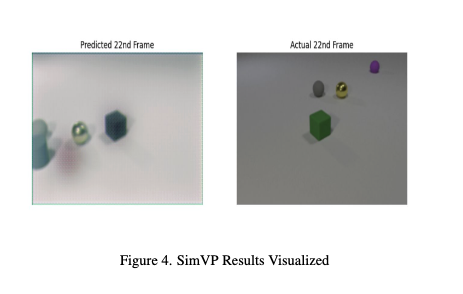 Predicted 22nd Frame
Actual 22nd Frame
Figure 4. SimVP Results Visualized